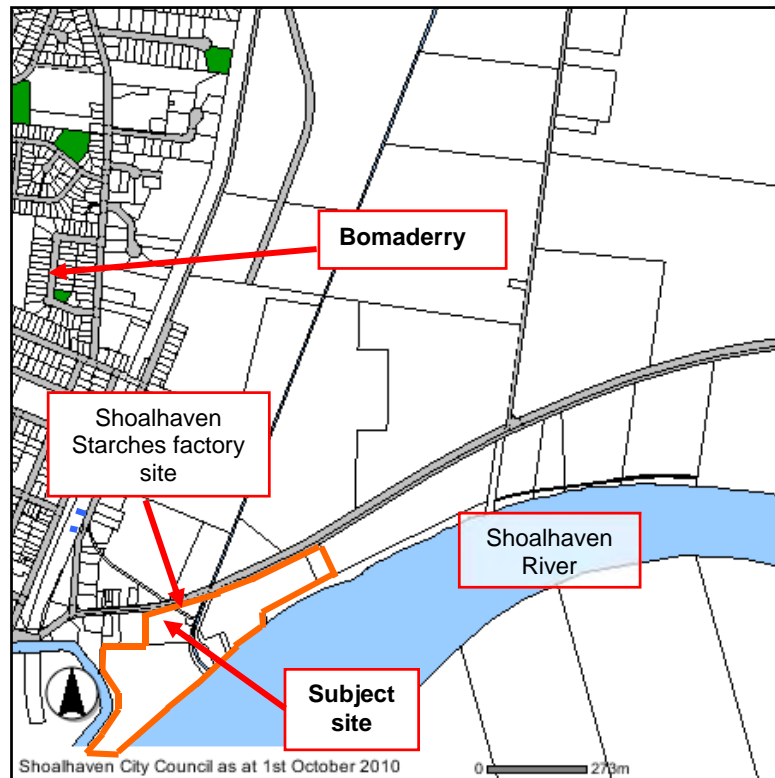 Bomaderry
Shoalhaven
Starches factory
site
Shoalhaven
River
Subject
site
Shoalhaven City Council as at 1st October 2010
0 273m